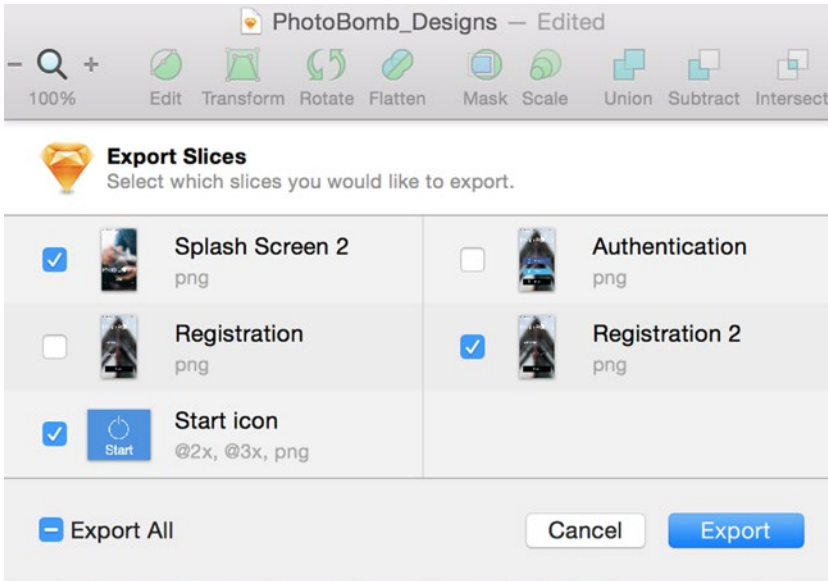 PhotoBomb_Designs — Edited
100%
Edit Transform Rotate Flatten Mask Scale Union Subtract Intersect
Export Slices
Select which slices you would like to export.
Splash Screen 2
png
Authentication
png
Registration
png
Registration 2
png
Start
Start icon
@2x, @3x, png
Export All
Cancel
Export